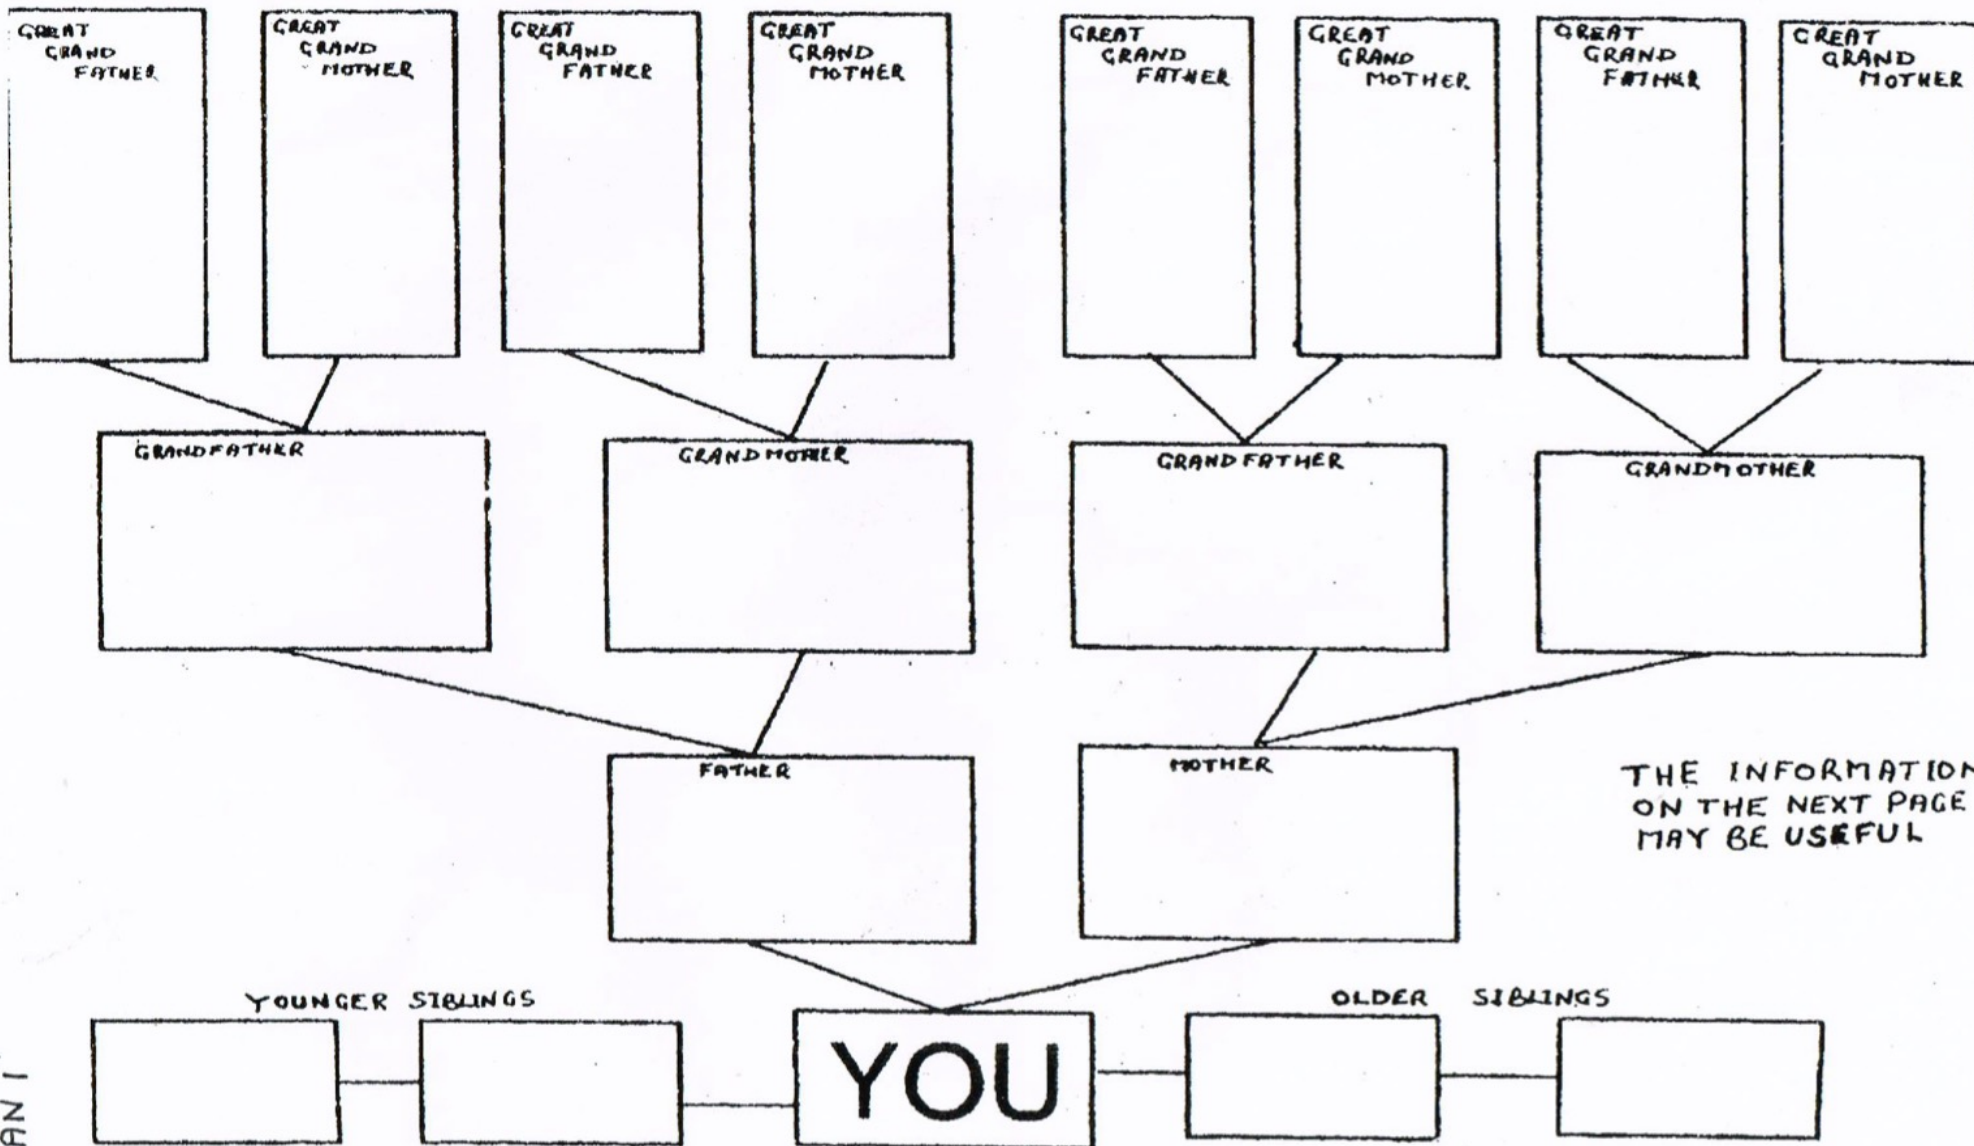 GREAT
GRAND
FATHER
GREAT
GRAND
MOTHER
GREAT
GRAND
FATHER
GREAT
GRAND
MOTHER
GREAT
GRAND
FATHER
GREAT
GRAND
MOTHER
GREAT
GRAND
FATHER
GREAT
GRAND
MOTHER
GRANDFATHER
GRANDMOTHER
GRANDFATHER
GRANDMOTHER
FATHER
MOTHER
THE INFORMATION
ON THE NEXT PAGE
MAY BE USEFUL
YOUNGER SIBLINGS
OLDER SIBLINGS
YOU